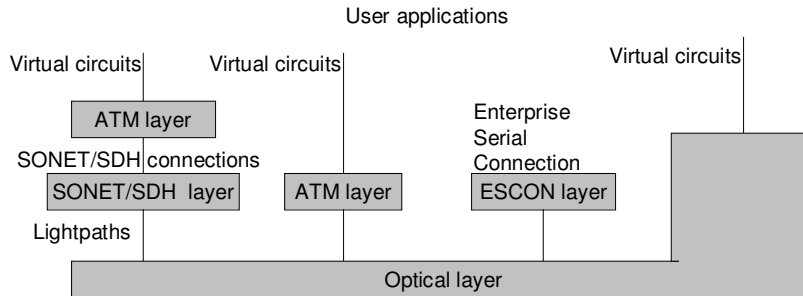 User applications
Virtual circuits
Virtual circuits
Virtual circuits
ATM layer
Enterprise
Serial
Connection
SONET/SDH connections
SONET/SDH layer
ATM layer
ESCON layer
Lightpaths
Optical layer